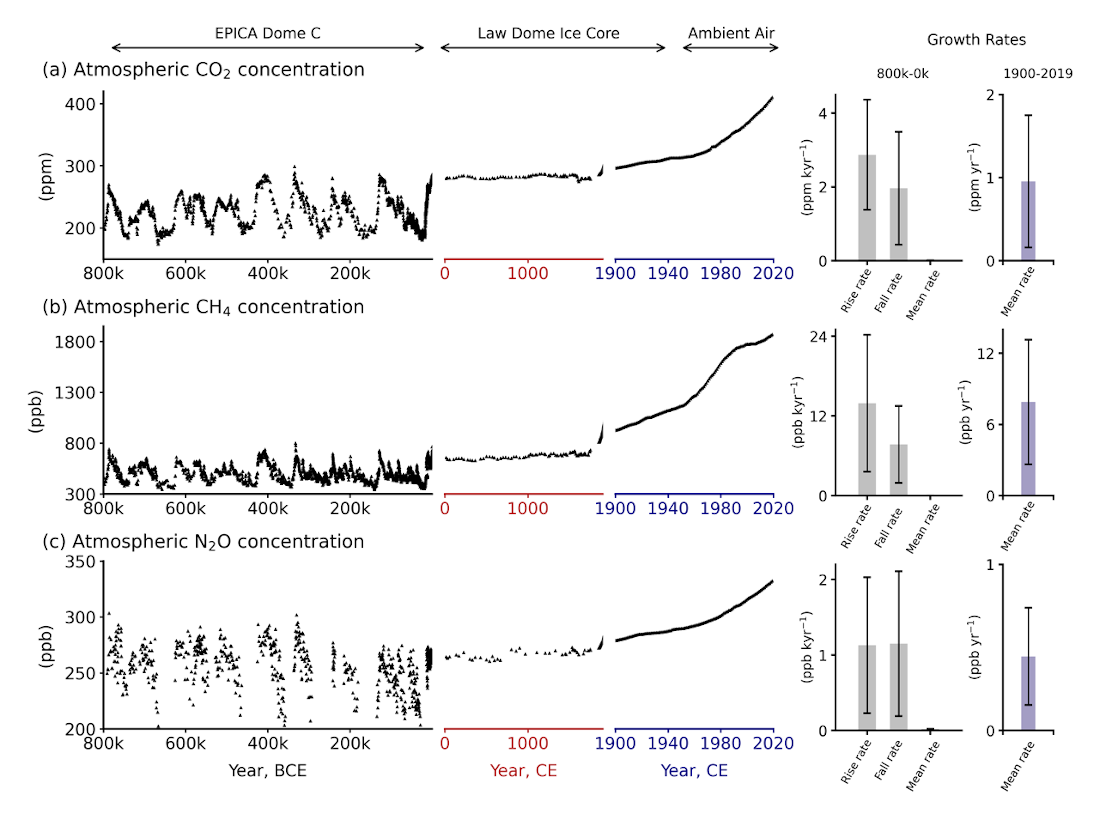 EPICA Dome C
Law Dome Ice Core
Ambient Air
Growth Rates
800k-0k
1900-2019
(a) Atmospheric CO₂ concentration
(ppm)
400
300
200
800k 600k 400k 200k
0 1000
1900 1940 1980 2020
(ppm kyr⁻¹)
4
2
0
Rise rate
Fall rate
Mean rate
(ppm yr⁻¹)
2
1
0
Mean rate
(b) Atmospheric CH₄ concentration
(ppb)
1800
1300
800
300
800k 600k 400k 200k
0 1000
1900 1940 1980 2020
(ppb kyr⁻¹)
24
12
0
Rise rate
Fall rate
Mean rate
(ppb yr⁻¹)
12
6
0
Mean rate
(c) Atmospheric N₂O concentration
(ppb)
350
300
250
200
800k 600k 400k 200k
0 1000
1900 1940 1980 2020
Year, BCE
Year, CE
Year, CE
(ppb kyr⁻¹)
2
1
0
Rise rate
Fall rate
Mean rate
(ppb yr⁻¹)
1
0
Mean rate